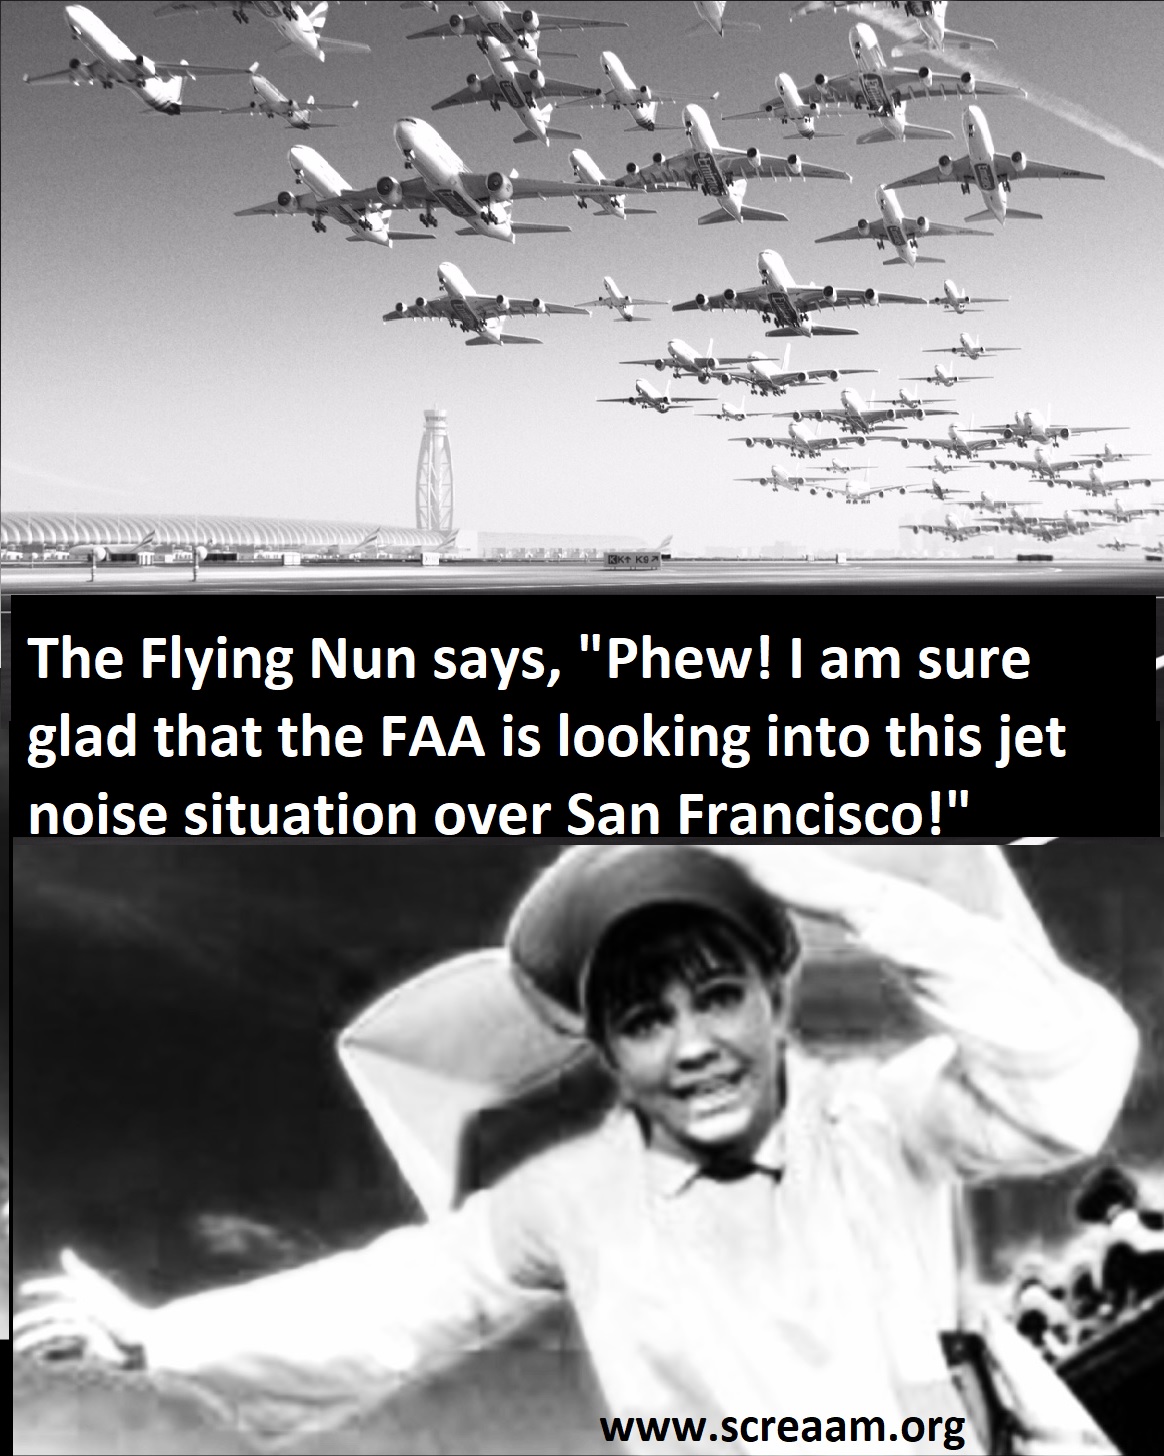 K K↑ K9↗
The Flying Nun says, "Phew! I am sure
glad that the FAA is looking into this jet
noise situation over San Francisco!"
www.screaam.org